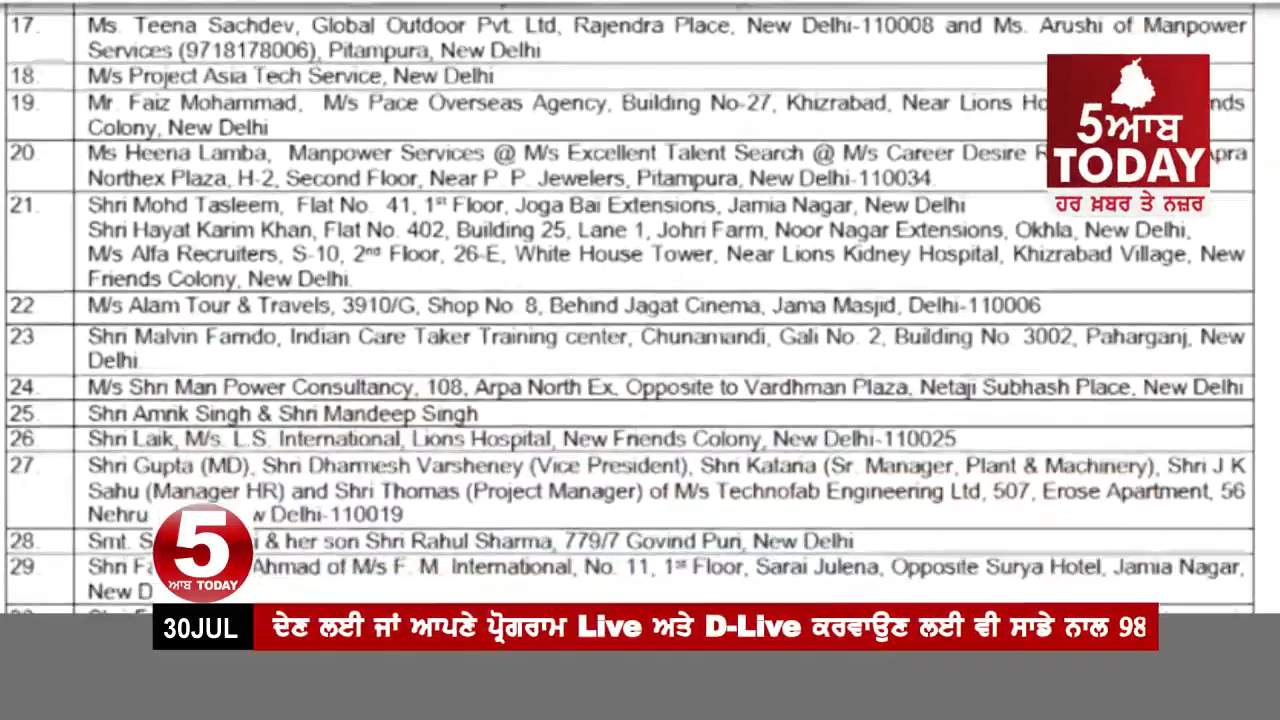 17. Ms. Teena Sachdev, Global Outdoor Pvt. Ltd, Rajendra Place, New Delhi-110008 and Ms. Arushi of Manpower
Services (9718178006), Pitampura, New Delhi
18. M/s Project Asia Tech Service, New Delhi
19. Mr. Faiz Mohammad, M/s Pace Overseas Agency, Building No-27, Khizrabad, Near Lions
Colony, New Delhi
20. Ms Heena Lamba, Manpower Services @ M/s Excellent Talent Search @ M/s Career Desire
Northex Plaza, H-2, Second Floor, Near P. P. Jewelers, Pitampura, New Delhi-110034.
21. Shri Mohd Tasleem, Flat No. 41, 1st Floor, Joga Bai Extensions, Jamia Nagar, New Delhi
Shri Hayat Karim Khan, Flat No. 402, Building 25, Lane 1, Johri Farm, Noor Nagar Extensions, Okhla, New Delhi,
M/s Alfa Recruiters, S-10, 2nd Floor, 26-E, White House Tower, Near Lions Kidney Hospital, Khizrabad Village, New
Friends Colony, New Delhi.
22. M/s Alam Tour & Travels, 3910/G, Shop No. 8, Behind Jagat Cinema, Jama Masjid, Delhi-110006
23. Shri Malvin Farndo, Indian Care Taker Training center, Chunamandi, Gali No. 2, Building No. 3002, Paharganj, New
Delhi.
24. M/s Shri Man Power Consultancy, 108, Arpa North Ex, Opposite to Vardhman Plaza, Netaji Subhash Place, New Delhi
25. Shri Amrik Singh & Shri Mandeep Singh
26. Shri Laik, M/s. L.S. International, Lions Hospital, New Friends Colony, New Delhi-110025
27. Shri Gupta (MD), Shri Dharmesh Varsheney (Vice President), Shri Kataria (Sr. Manager, Plant & Machinery), Shri J K
Sahu (Manager HR) and Shri Thomas (Project Manager) of M/s Technofab Engineering Ltd, 507, Erose Apartment, 56
Nehru Delhi-110019
28. Smt. & her son Shri Rahul Sharma, 779/7 Govind Puri, New Delhi
29. Shri Ahmad of M/s F. M. International, No. 11, 1st Floor, Sarai Julena, Opposite Surya Hotel, Jamia Nagar,
New
5ਆਬ
TODAY
ਹਰ ਖ਼ਬਰ ਤੇ ਨਜ਼ਰ
5
ਆਬ TODAY
30JUL ਦੇਣ ਲਈ ਜਾਂ ਆਪਣੇ ਪ੍ਰੋਗਰਾਮ Live ਅਤੇ D-Live ਕਰਵਾਉਣ ਲਈ ਵੀ ਸਾਡੇ ਨਾਲ 98